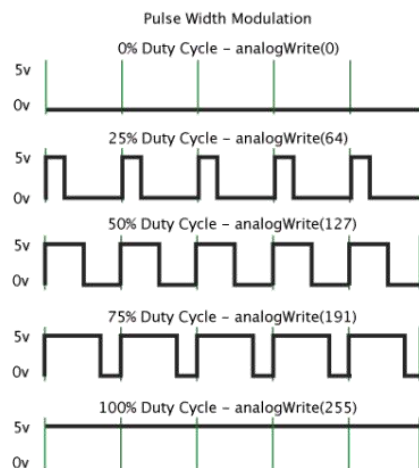 Pulse Width Modulation
0% Duty Cycle – analogWrite(0)
5v
0v
25% Duty Cycle – analogWrite(64)
5v
0v
50% Duty Cycle – analogWrite(127)
5v
0v
75% Duty Cycle – analogWrite(191)
5v
0v
100% Duty Cycle – analogWrite(255)
5v
0v